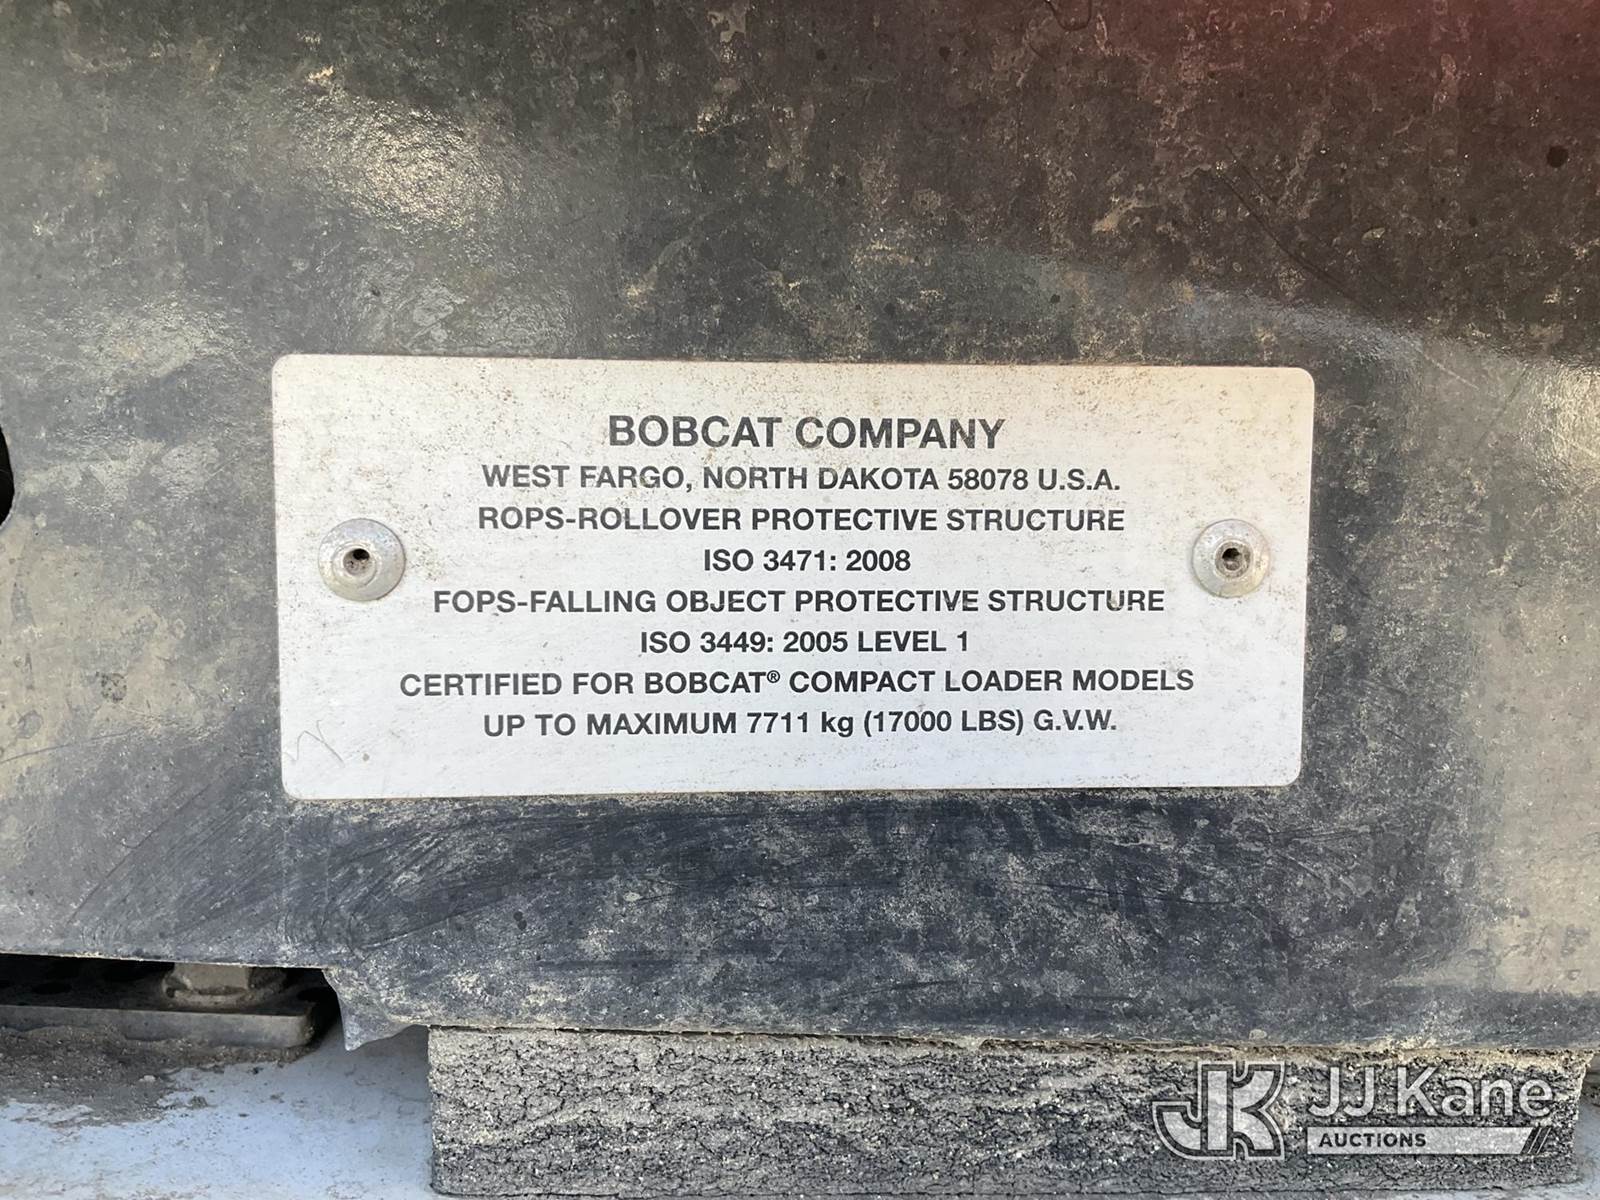 BOBCAT COMPANY
WEST FARGO, NORTH DAKOTA 58078 U.S.A.
ROPS-ROLLOVER PROTECTIVE STRUCTURE
ISO 3471: 2008
FOPS-FALLING OBJECT PROTECTIVE STRUCTURE
ISO 3449: 2005 LEVEL 1
CERTIFIED FOR BOBCAT® COMPACT LOADER MODELS
UP TO MAXIMUM 7711 kg (17000 LBS) G.V.W.
JK JJ Kane
AUCTIONS